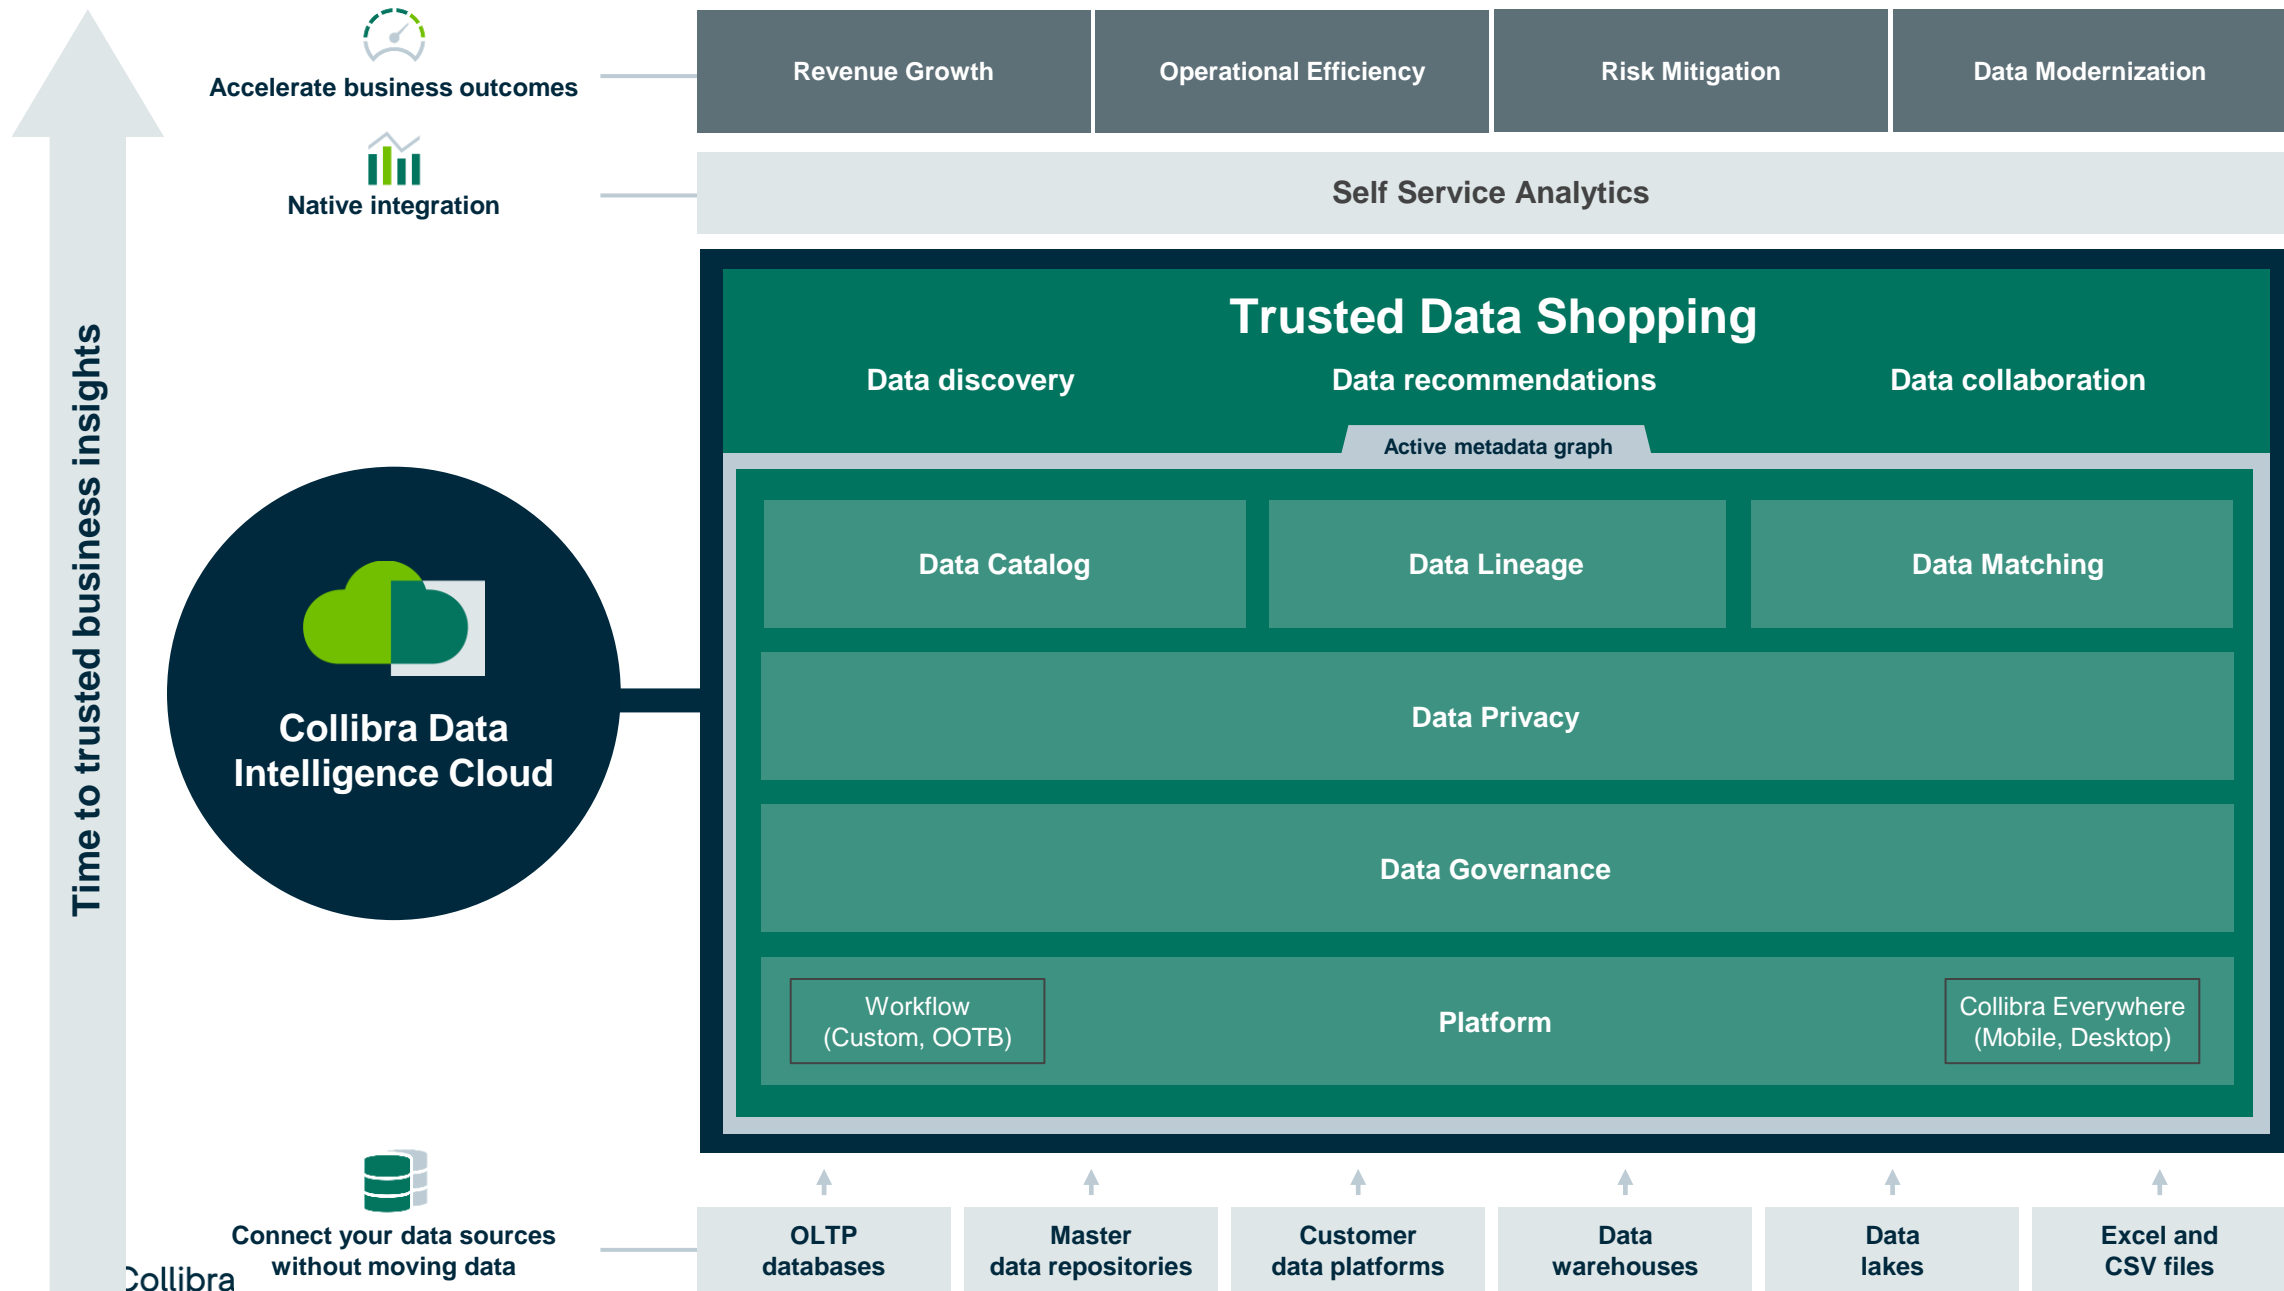 Accelerate business outcomes
Revenue Growth
Operational Efficiency
Risk Mitigation
Data Modernization
Native integration
Self Service Analytics
Time to trusted business insights
Collibra Data
Intelligence Cloud
Trusted Data Shopping
Data discovery
Data recommendations
Data collaboration
Active metadata graph
Data Catalog
Data Lineage
Data Matching
Data Privacy
Data Governance
Workflow
(Custom, OOTB)
Platform
Collibra Everywhere
(Mobile, Desktop)
Connect your data sources
without moving data
OLTP
databases
Master
data repositories
Customer
data platforms
Data
warehouses
Data
lakes
Excel and
CSV files
Collibra